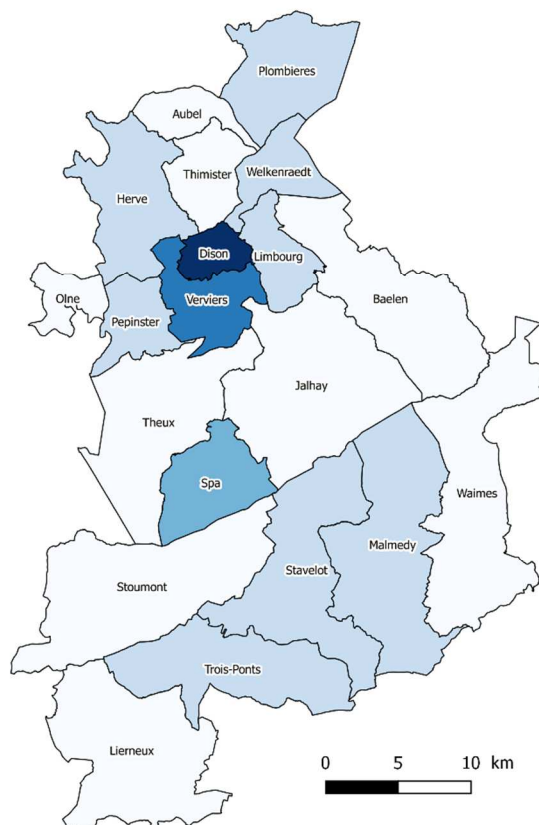 Plombieres
Aubel
Thimister
Welkenraedt
Herve
Dison
Limbourg
Olne
Verviers
Baelen
Pepinster
Jalhay
Theux
Spa
Waimes
Malmedy
Stavelot
Stoumont
Trois-Ponts
Lierneux
0 5 10 km